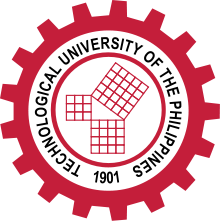 TECHNOLOGICAL UNIVERSITY OF THE PHILIPPINES
1901